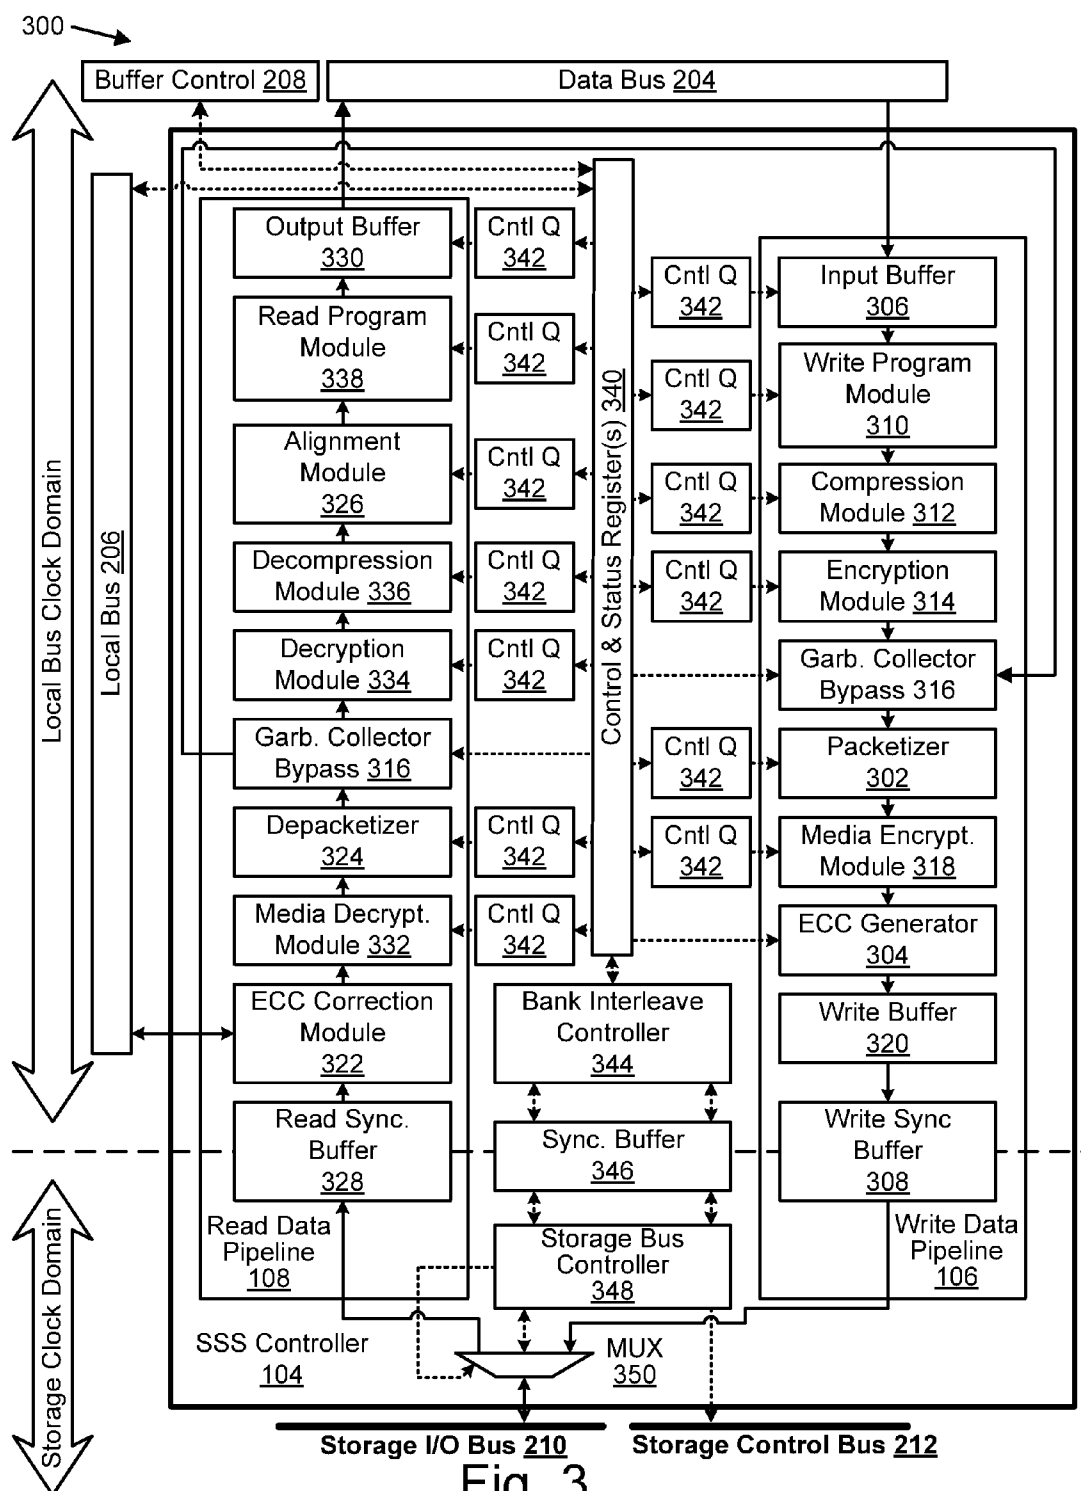 300
Buffer Control 208
Data Bus 204
Local Bus Clock Domain
Local Bus 206
Output Buffer
330
Read Program
Module
338
Alignment
Module
326
Decompression
Module 336
Decryption
Module 334
Garb. Collector
Bypass 316
Depacketizer
324
Media Decrypt.
Module 332
ECC Correction
Module
322
Read Sync.
Buffer
328
Read Data
Pipeline
108
Cntl Q
342
Cntl Q
342
Cntl Q
342
Cntl Q
342
Cntl Q
342
Cntl Q
342
Cntl Q
342
Control & Status Register(s) 340
Cntl Q
342
Cntl Q
342
Cntl Q
342
Cntl Q
342
Cntl Q
342
Cntl Q
342
Bank Interleave
Controller
344
Sync. Buffer
346
Storage Bus
Controller
348
Input Buffer
306
Write Program
Module
310
Compression
Module 312
Encryption
Module 314
Garb. Collector
Bypass 316
Packetizer
302
Media Encrypt.
Module 318
ECC Generator
304
Write Buffer
320
Write Sync
Buffer
308
Write Data
Pipeline
106
Storage Clock Domain
SSS Controller
104
MUX
350
Storage I/O Bus 210
Storage Control Bus 212
Fig. 3